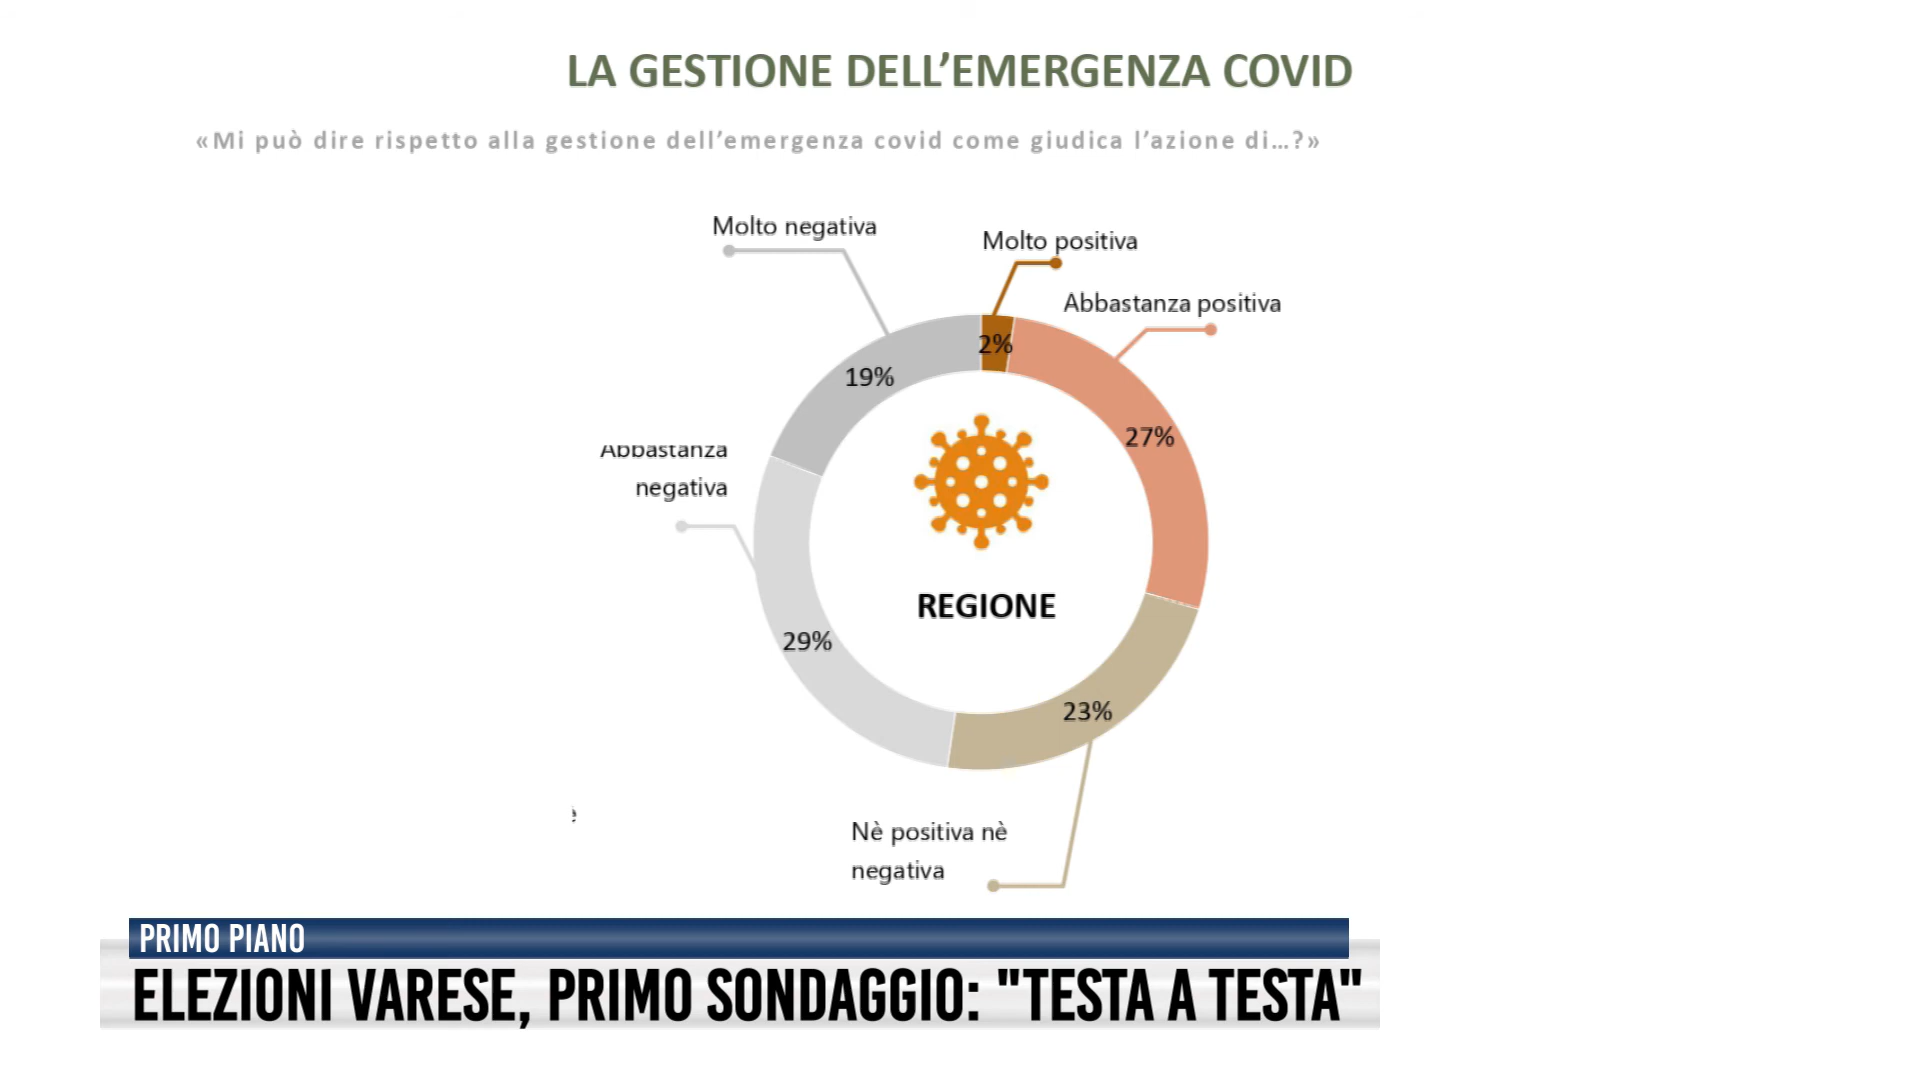 LA GESTIONE DELL’EMERGENZA COVID
«Mi può dire rispetto alla gestione dell’emergenza covid come giudica l’azione di…?»
Molto negativa
Molto positiva
Abbastanza positiva
2%
19%
27%
Abbastanza
negativa
REGIONE
29%
23%
Nè positiva nè
negativa
PRIMO PIANO
ELEZIONI VARESE, PRIMO SONDAGGIO: "TESTA A TESTA"